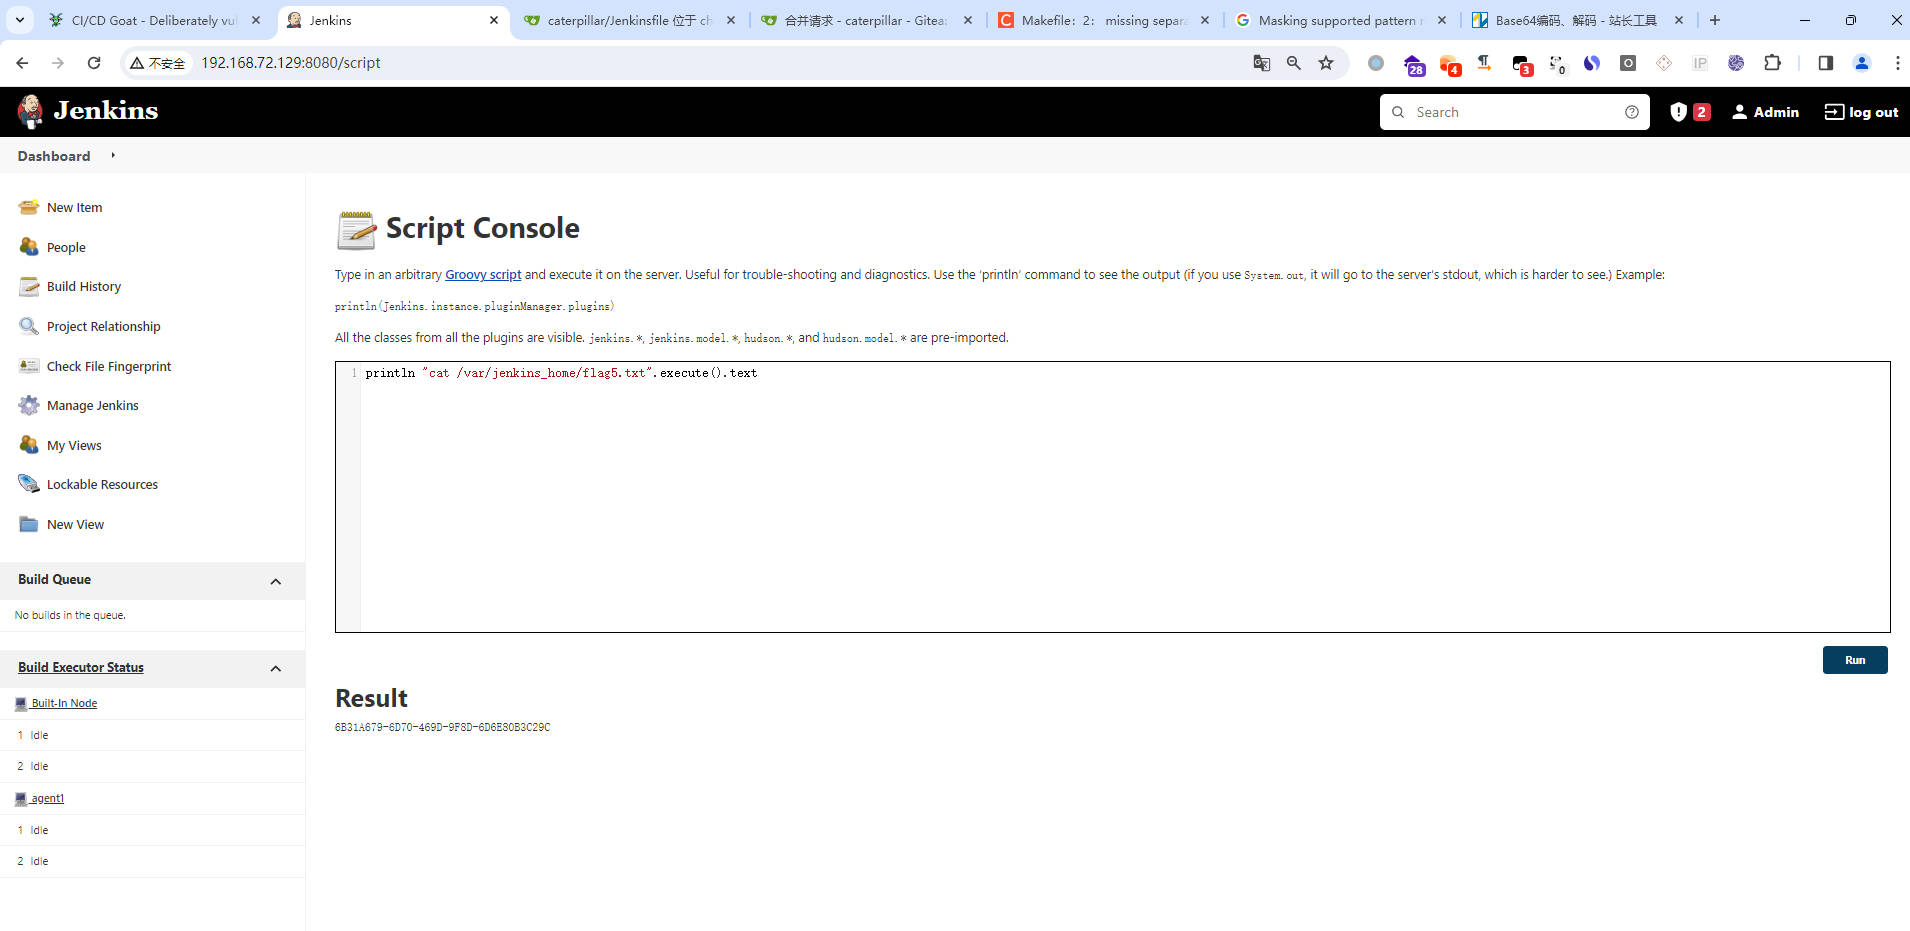 CI/CD Goat - Deliberately vul
Jenkins
caterpillar/Jenkinsfile 位于 ch
合并请求 - caterpillar - Gitea:
Makefile：2： missing separa
Masking supported pattern r
Base64编码、解码 - 站长工具
不安全
192.168.72.129:8080/script
28
4
3
0
IP
Jenkins
Search
2
Admin
log out
Dashboard
New Item
People
Build History
Project Relationship
Check File Fingerprint
Manage Jenkins
My Views
Lockable Resources
New View
Build Queue
No builds in the queue.
Build Executor Status
Built-In Node
1 Idle
2 Idle
agent1
1 Idle
2 Idle
Script Console
Type in an arbitrary Groovy script and execute it on the server. Useful for trouble-shooting and diagnostics. Use the 'println' command to see the output (if you use System.out, it will go to the server's stdout, which is harder to see.) Example:
println(Jenkins.instance.pluginManager.plugins)
All the classes from all the plugins are visible. jenkins.*, jenkins.model.*, hudson.*, and hudson.model.* are pre-imported.
1 println "cat /var/jenkins_home/flag5.txt".execute().text
Run
Result
6B31A679-6D70-469D-9F8D-6D6E80B3C29C